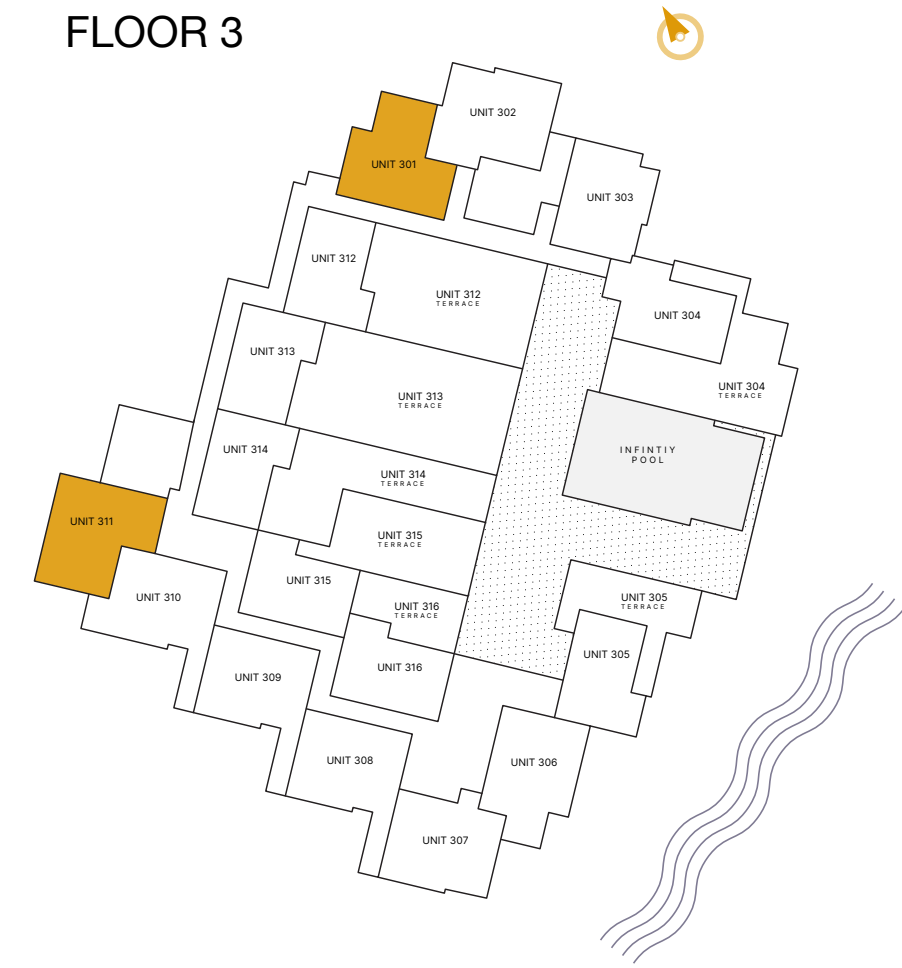 FLOOR 3
UNIT 302
UNIT 301
UNIT 303
UNIT 312
UNIT 312
TERRACE
UNIT 304
UNIT 313
UNIT 304
TERRACE
UNIT 313
TERRACE
UNIT 314
INFINTIY
POOL
UNIT 314
TERRACE
UNIT 311
UNIT 315
TERRACE
UNIT 315
UNIT 310
UNIT 316
TERRACE
UNIT 305
TERRACE
UNIT 305
UNIT 309
UNIT 316
UNIT 308
UNIT 306
UNIT 307